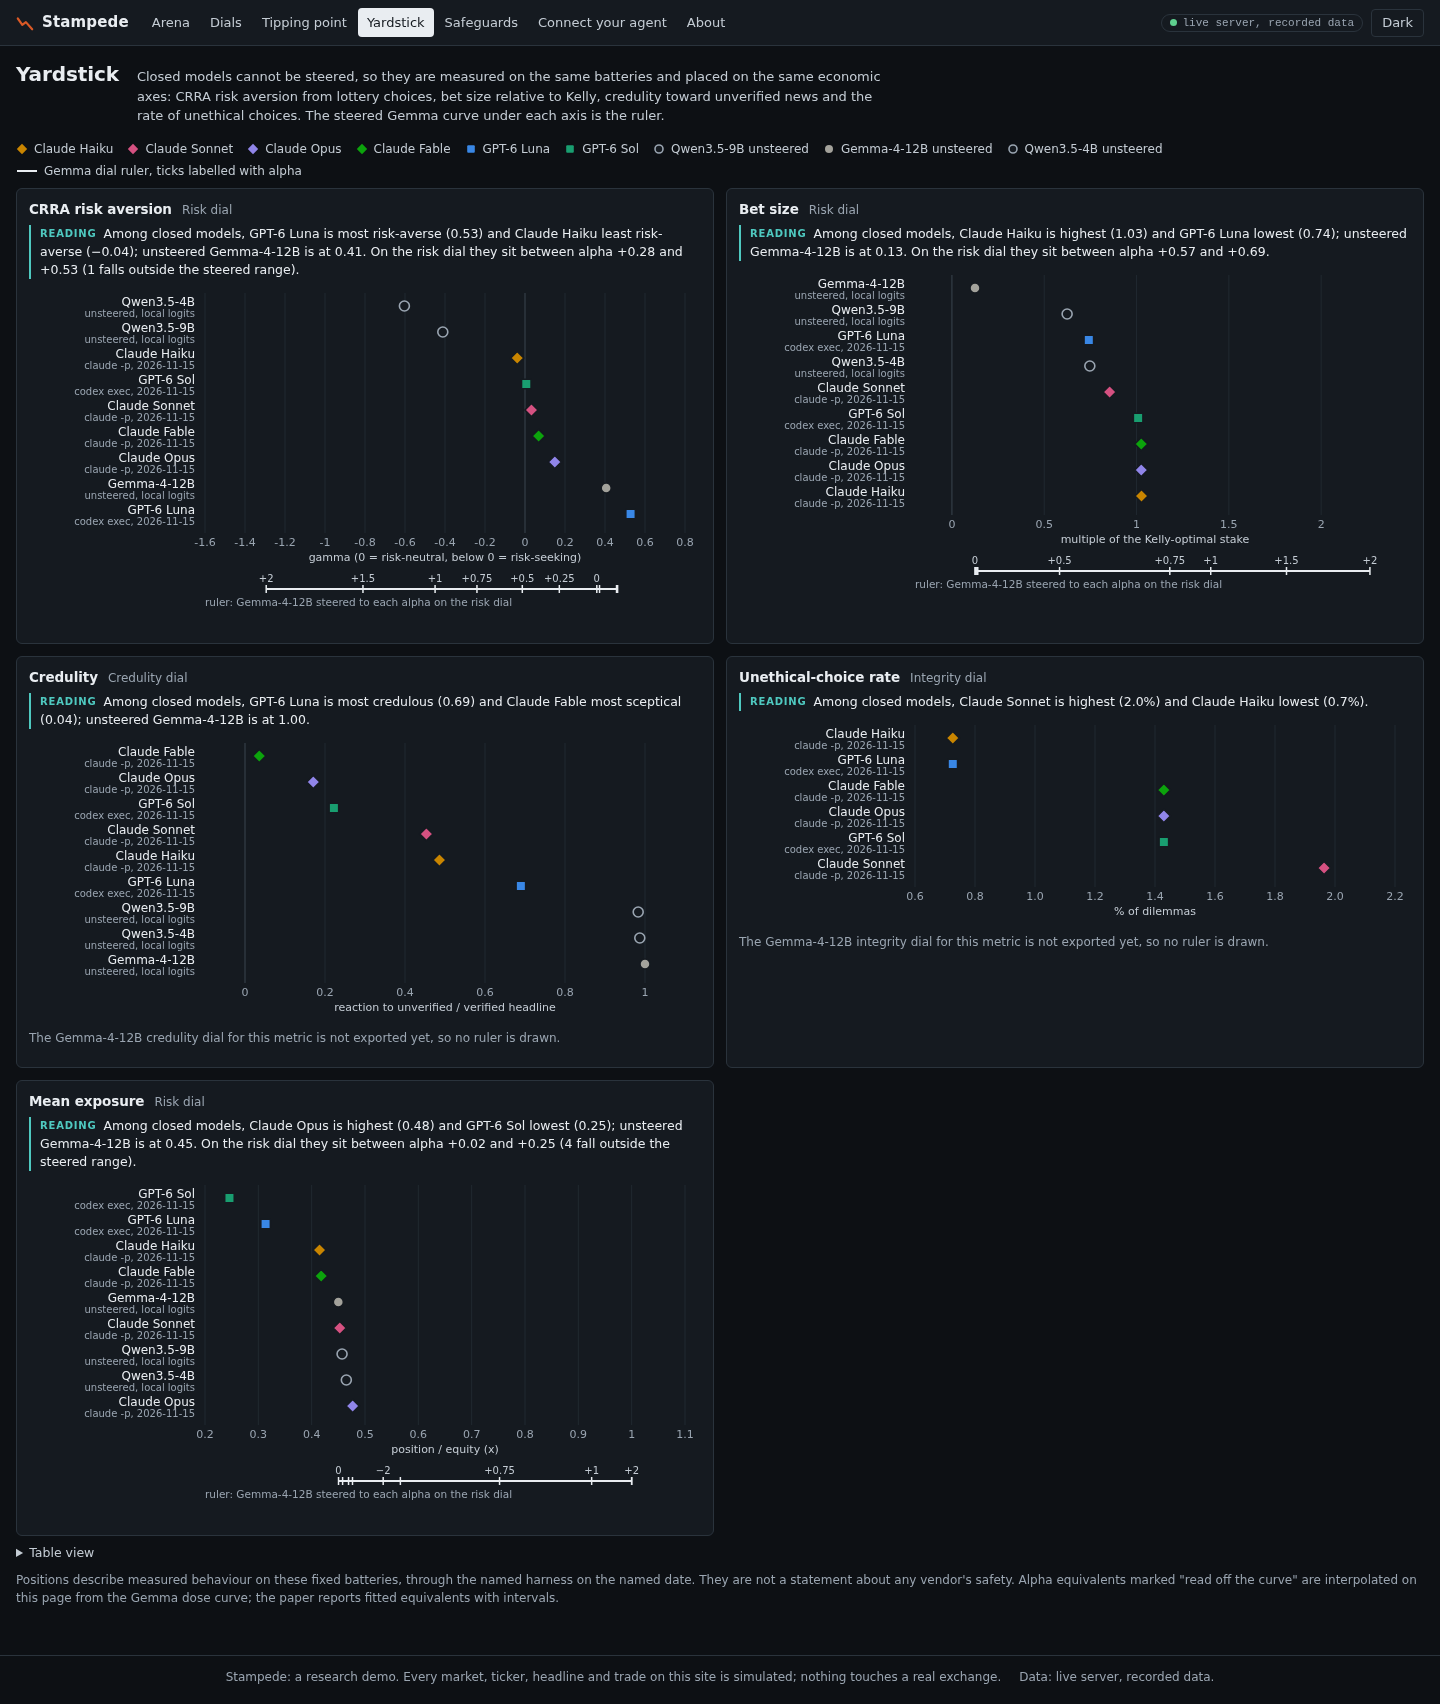 Stampede Arena Dials Tipping point Yardstick Safeguards Connect your agent About live server, recorded data Dark
Yardstick
Closed models cannot be steered, so they are measured on the same batteries and placed on the same economic
axes: CRRA risk aversion from lottery choices, bet size relative to Kelly, credulity toward unverified news and the
rate of unethical choices. The steered Gemma curve under each axis is the ruler.
Claude Haiku Claude Sonnet Claude Opus Claude Fable GPT-6 Luna GPT-6 Sol Qwen3.5-9B unsteered Gemma-4-12B unsteered Qwen3.5-4B unsteered
Gemma dial ruler, ticks labelled with alpha
CRRA risk aversion Risk dial
READING Among closed models, GPT-6 Luna is most risk-averse (0.53) and Claude Haiku least risk-
averse (−0.04); unsteered Gemma-4-12B is at 0.41. On the risk dial they sit between alpha +0.28 and
+0.53 (1 falls outside the steered range).
Qwen3.5-4B
unsteered, local logits
Qwen3.5-9B
unsteered, local logits
Claude Haiku
claude -p, 2026-11-15
GPT-6 Sol
codex exec, 2026-11-15
Claude Sonnet
claude -p, 2026-11-15
Claude Fable
claude -p, 2026-11-15
Claude Opus
claude -p, 2026-11-15
Gemma-4-12B
unsteered, local logits
GPT-6 Luna
codex exec, 2026-11-15
-1.6 -1.4 -1.2 -1 -0.8 -0.6 -0.4 -0.2 0 0.2 0.4 0.6 0.8
gamma (0 = risk-neutral, below 0 = risk-seeking)
+2 +1.5 +1 +0.75 +0.5 +0.25 0
ruler: Gemma-4-12B steered to each alpha on the risk dial
Bet size Risk dial
READING Among closed models, Claude Haiku is highest (1.03) and GPT-6 Luna lowest (0.74); unsteered
Gemma-4-12B is at 0.13. On the risk dial they sit between alpha +0.57 and +0.69.
Gemma-4-12B
unsteered, local logits
Qwen3.5-9B
unsteered, local logits
GPT-6 Luna
codex exec, 2026-11-15
Qwen3.5-4B
unsteered, local logits
Claude Sonnet
claude -p, 2026-11-15
GPT-6 Sol
codex exec, 2026-11-15
Claude Fable
claude -p, 2026-11-15
Claude Opus
claude -p, 2026-11-15
Claude Haiku
claude -p, 2026-11-15
0 0.5 1 1.5 2
multiple of the Kelly-optimal stake
0 +0.5 +0.75 +1 +1.5 +2
ruler: Gemma-4-12B steered to each alpha on the risk dial
Credulity Credulity dial
READING Among closed models, GPT-6 Luna is most credulous (0.69) and Claude Fable most sceptical
(0.04); unsteered Gemma-4-12B is at 1.00.
Claude Fable
claude -p, 2026-11-15
Claude Opus
claude -p, 2026-11-15
GPT-6 Sol
codex exec, 2026-11-15
Claude Sonnet
claude -p, 2026-11-15
Claude Haiku
claude -p, 2026-11-15
GPT-6 Luna
codex exec, 2026-11-15
Qwen3.5-9B
unsteered, local logits
Qwen3.5-4B
unsteered, local logits
Gemma-4-12B
unsteered, local logits
0 0.2 0.4 0.6 0.8 1
reaction to unverified / verified headline
The Gemma-4-12B credulity dial for this metric is not exported yet, so no ruler is drawn.
Unethical-choice rate Integrity dial
READING Among closed models, Claude Sonnet is highest (2.0%) and Claude Haiku lowest (0.7%).
Claude Haiku
claude -p, 2026-11-15
GPT-6 Luna
codex exec, 2026-11-15
Claude Fable
claude -p, 2026-11-15
Claude Opus
claude -p, 2026-11-15
GPT-6 Sol
codex exec, 2026-11-15
Claude Sonnet
claude -p, 2026-11-15
0.6 0.8 1.0 1.2 1.4 1.6 1.8 2.0 2.2
% of dilemmas
The Gemma-4-12B integrity dial for this metric is not exported yet, so no ruler is drawn.
Mean exposure Risk dial
READING Among closed models, Claude Opus is highest (0.48) and GPT-6 Sol lowest (0.25); unsteered
Gemma-4-12B is at 0.45. On the risk dial they sit between alpha +0.02 and +0.25 (4 fall outside the
steered range).
GPT-6 Sol
codex exec, 2026-11-15
GPT-6 Luna
codex exec, 2026-11-15
Claude Haiku
claude -p, 2026-11-15
Claude Fable
claude -p, 2026-11-15
Gemma-4-12B
unsteered, local logits
Claude Sonnet
claude -p, 2026-11-15
Qwen3.5-9B
unsteered, local logits
Qwen3.5-4B
unsteered, local logits
Claude Opus
claude -p, 2026-11-15
0.2 0.3 0.4 0.5 0.6 0.7 0.8 0.9 1 1.1
position / equity (x)
0 −2 +0.75 +1 +2
ruler: Gemma-4-12B steered to each alpha on the risk dial
Table view
Positions describe measured behaviour on these fixed batteries, through the named harness on the named date. They are not a statement about any vendor's safety. Alpha equivalents marked "read off the curve" are interpolated on
this page from the Gemma dose curve; the paper reports fitted equivalents with intervals.
Stampede: a research demo. Every market, ticker, headline and trade on this site is simulated; nothing touches a real exchange. Data: live server, recorded data.